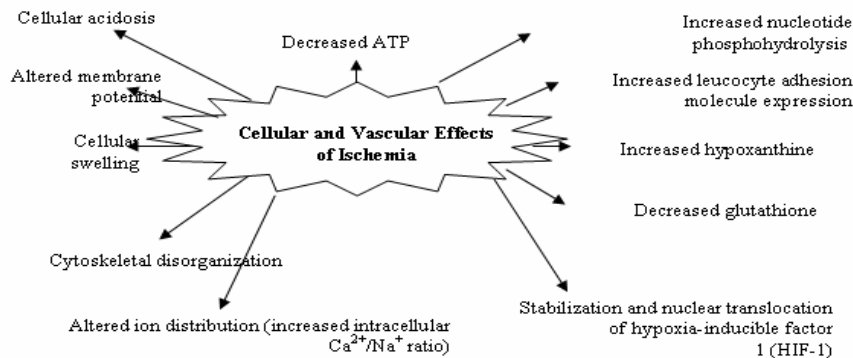 Cellular acidosis
Decreased ATP
Increased nucleotide
phosphohydrolysis
Altered membrane
potential
Increased leucocyte adhesion
molecule expression
Cellular
swelling
Cellular and Vascular Effects
of Ischemia
Increased hypoxanthine
Decreased glutathione
Cytoskeletal disorganization
Altered ion distribution (increased intracellular
Ca²⁺/Na⁺ ratio)
Stabilization and nuclear translocation
of hypoxia-inducible factor
1 (HIF-1)